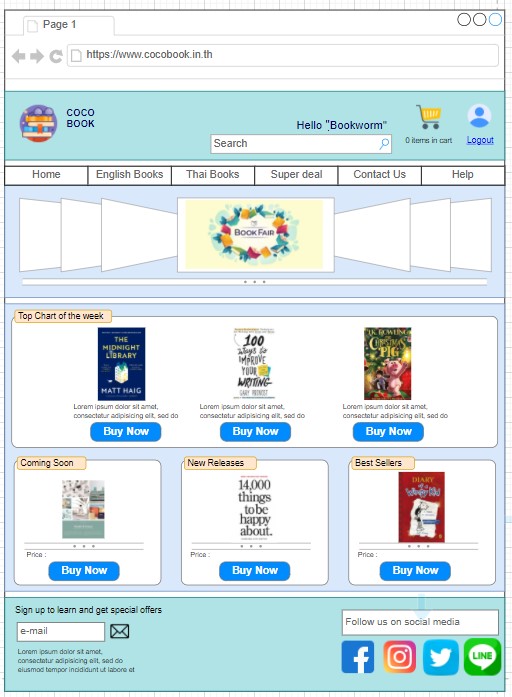 Page 1
https://www.cocobook.in.th
COCO
BOOK
Hello "Bookworm"
Search
0 items in cart
Logout
Home
English Books
Thai Books
Super deal
Contact Us
Help
BOOK FAIR
Top Chart of the week
THE
MIDNIGHT
LIBRARY
MATT HAIG
100
Ways to
IMPROVE
YOUR
WRITING
GARY PROVOST
J.K. ROWLING
CHRISTMAS
PIG
Lorem ipsum dolor sit amet,
consectetur adipisicing elit, sed do
Lorem ipsum dolor sit amet,
consectetur adipisicing elit, sed do
Lorem ipsum dolor sit amet,
consectetur adipisicing elit, sed do
Buy Now
Buy Now
Buy Now
Coming Soon
New Releases
Best Sellers
14,000
things
to be
happy
about.
DIARY
of a
Wimpy Kid
Price :
Price :
Price :
Buy Now
Buy Now
Buy Now
Sign up to learn and get special offers
e-mail
Lorem ipsum dolor sit amet,
consectetur adipisicing elit, sed do
eiusmod tempor incididunt ut labore et
Follow us on social media
LINE